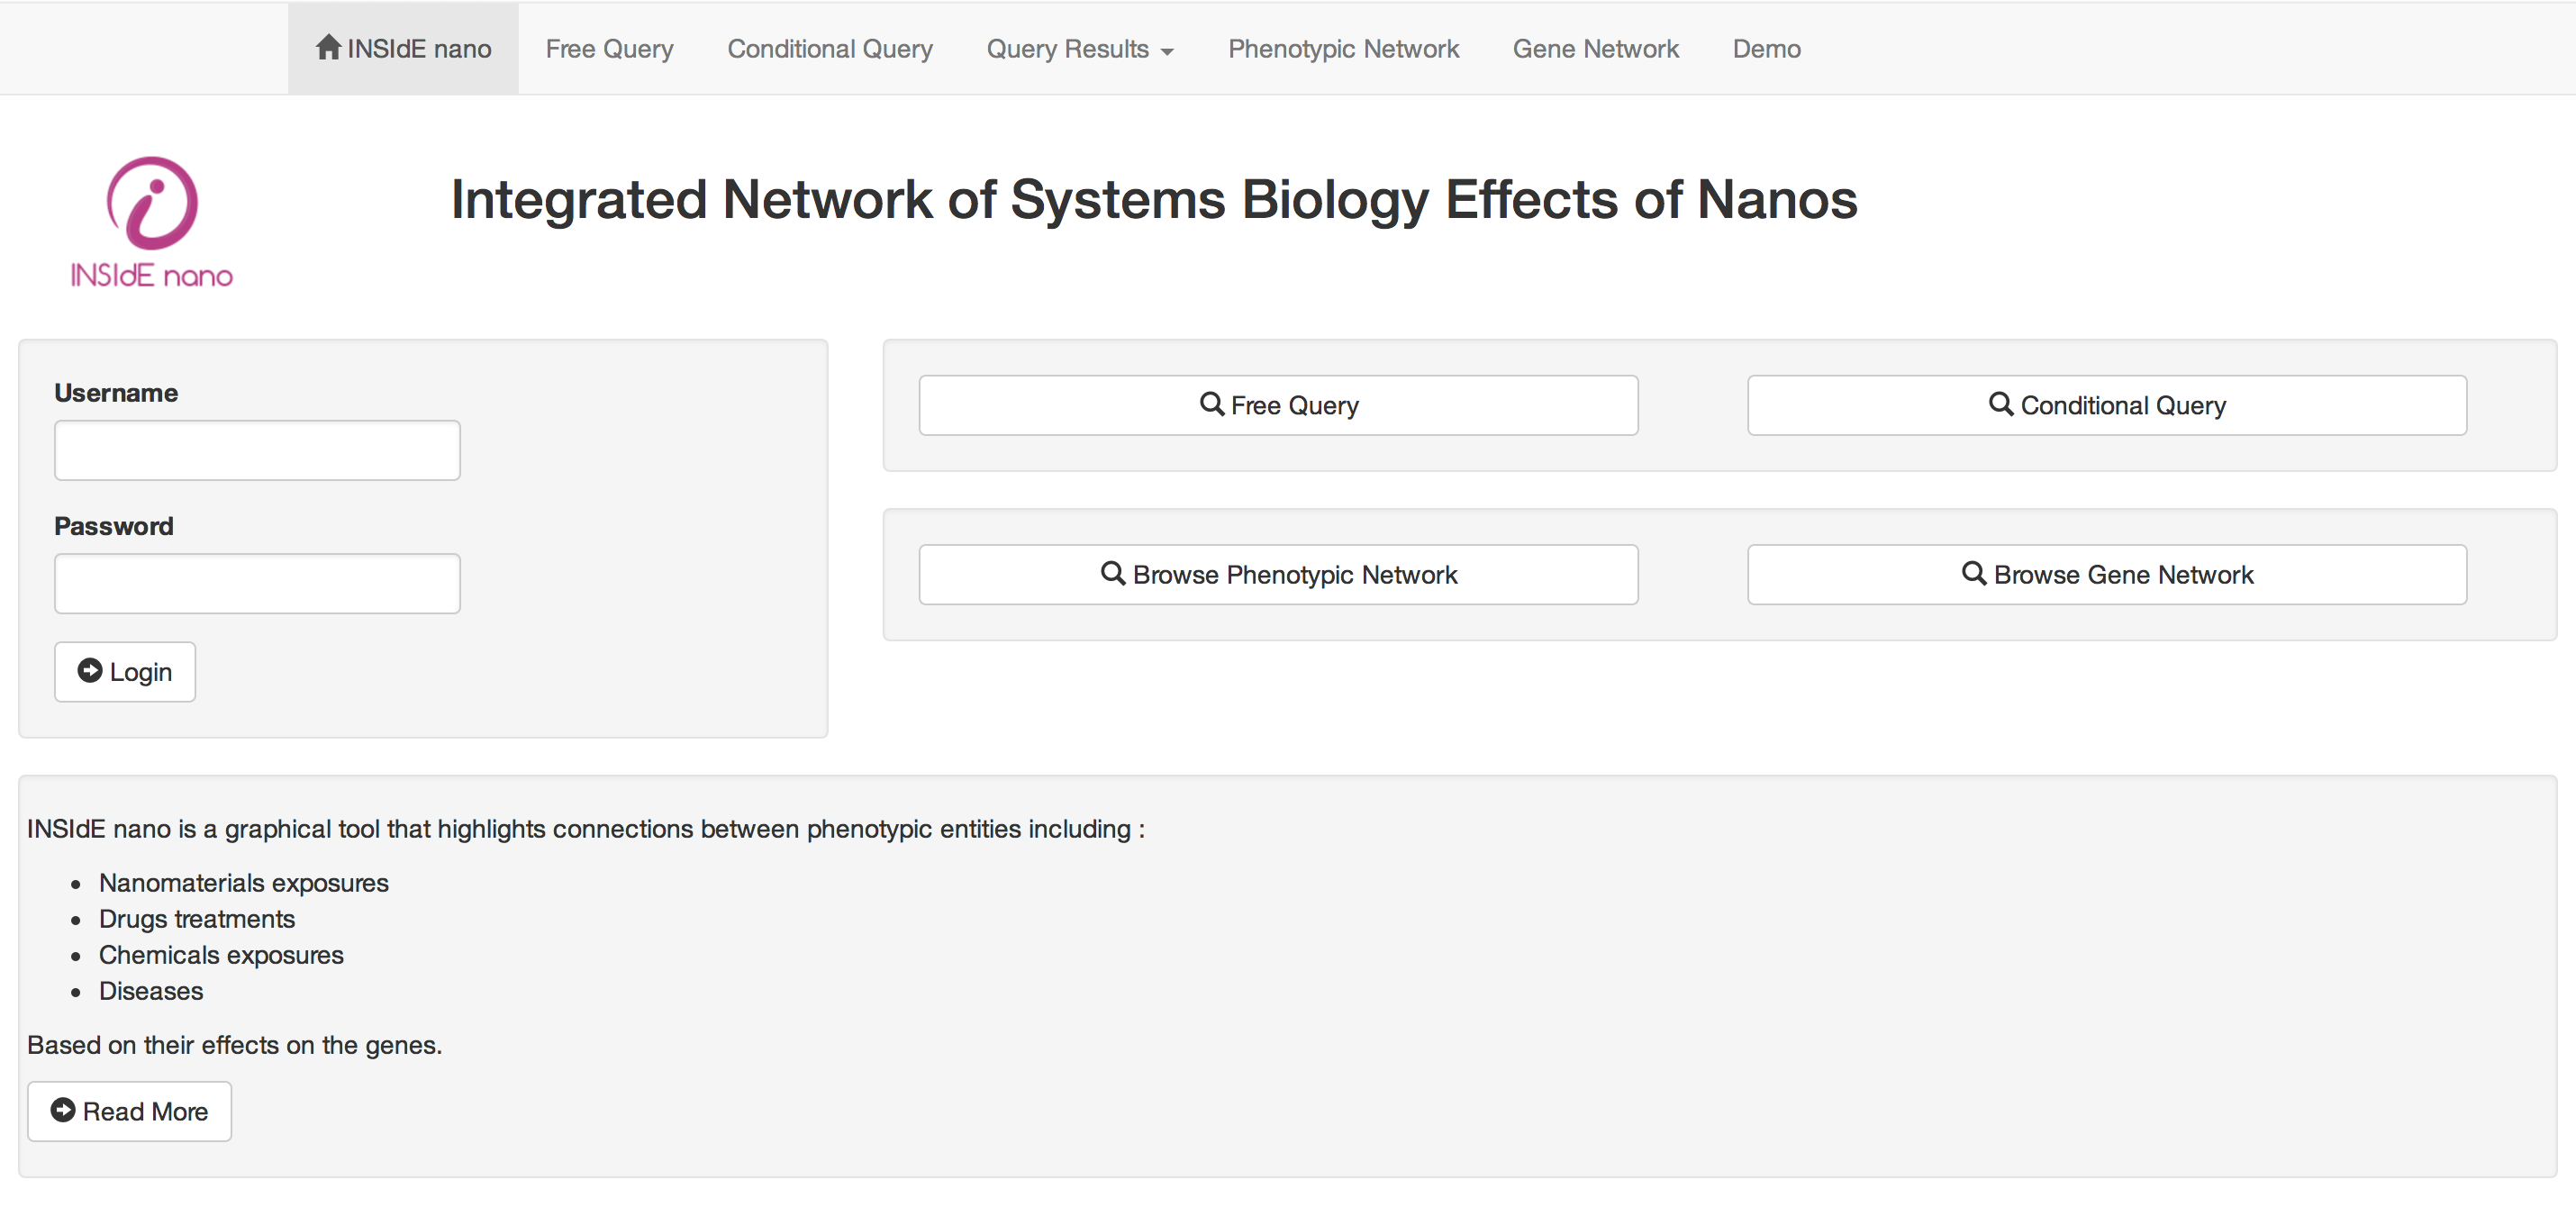 INSIdE nano Free Query Conditional Query Query Results Phenotypic Network Gene Network Demo
INSIdE nano
Integrated Network of Systems Biology Effects of Nanos
Username
Password
Login
Free Query Conditional Query
Browse Phenotypic Network Browse Gene Network
INSIdE nano is a graphical tool that highlights connections between phenotypic entities including :
• Nanomaterials exposures
• Drugs treatments
• Chemicals exposures
• Diseases
Based on their effects on the genes.
Read More